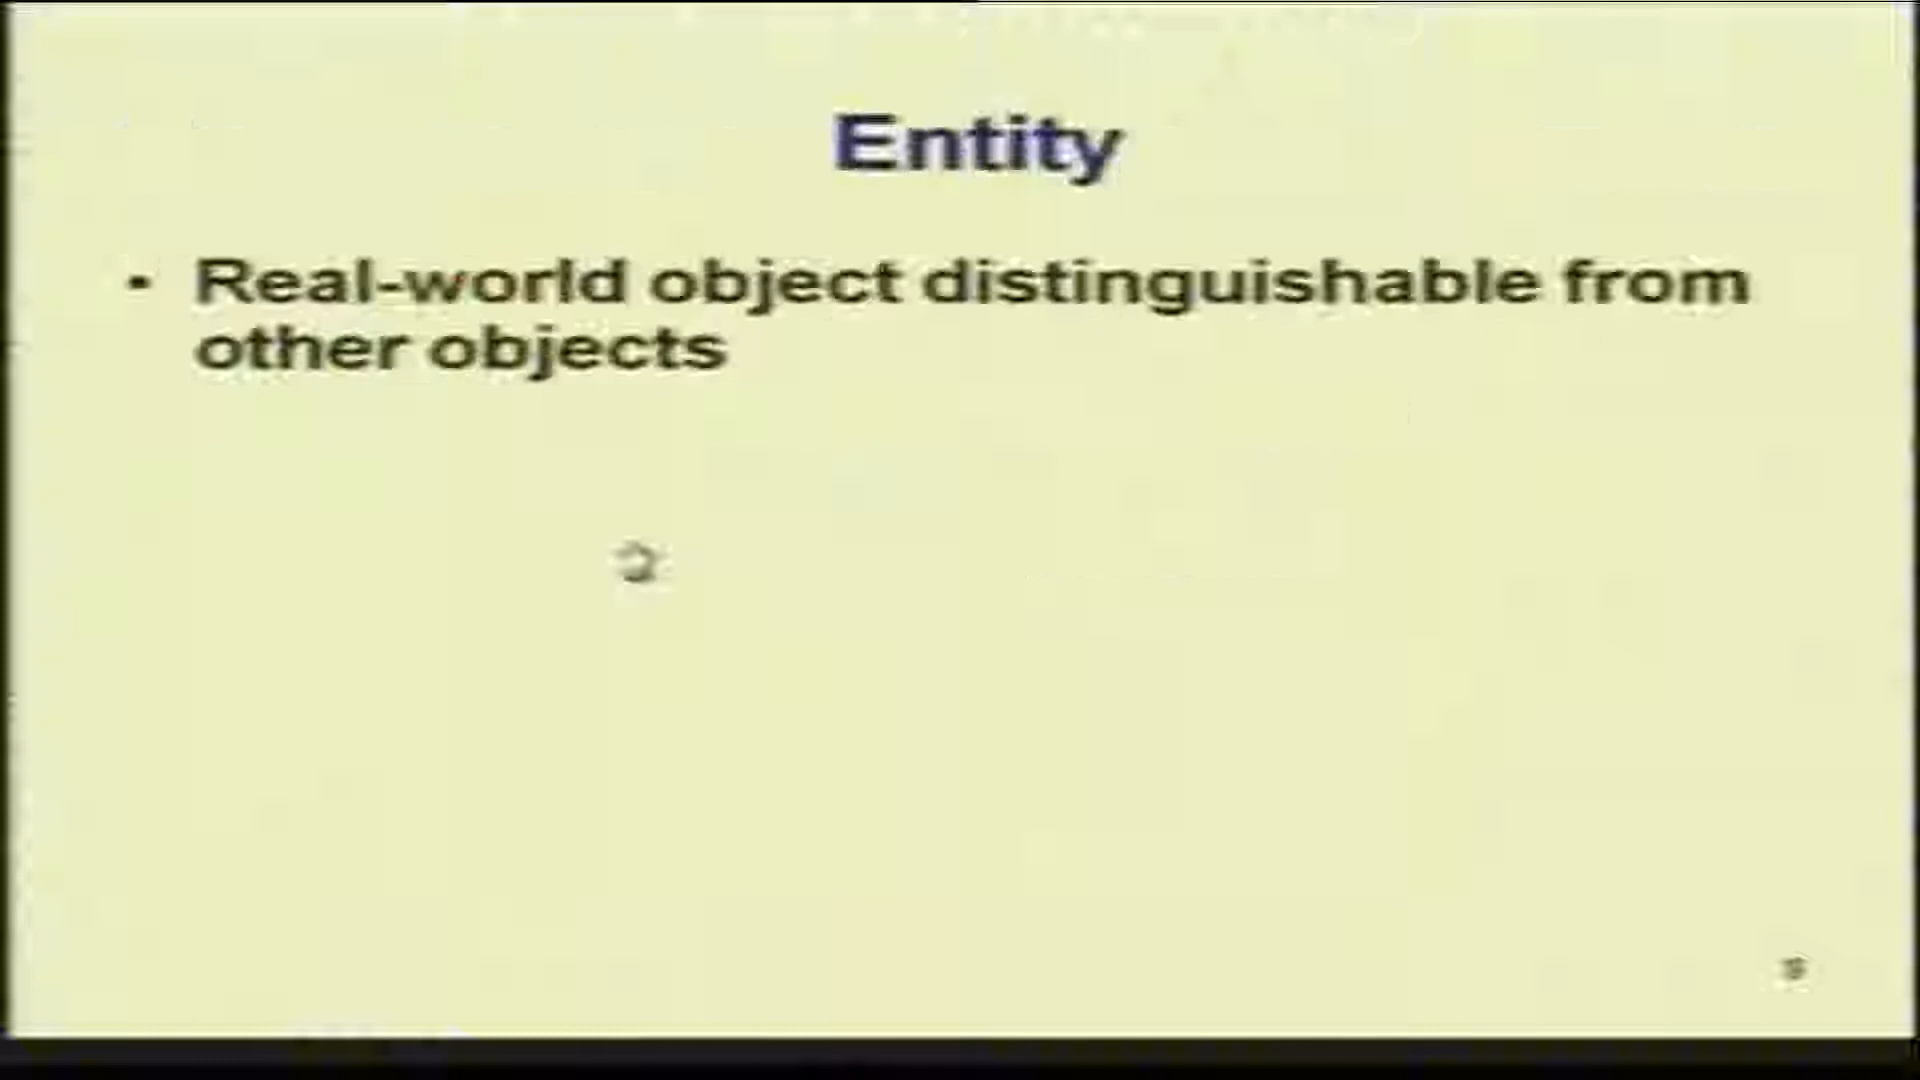 Entity
• Real-world object distinguishable from
other objects